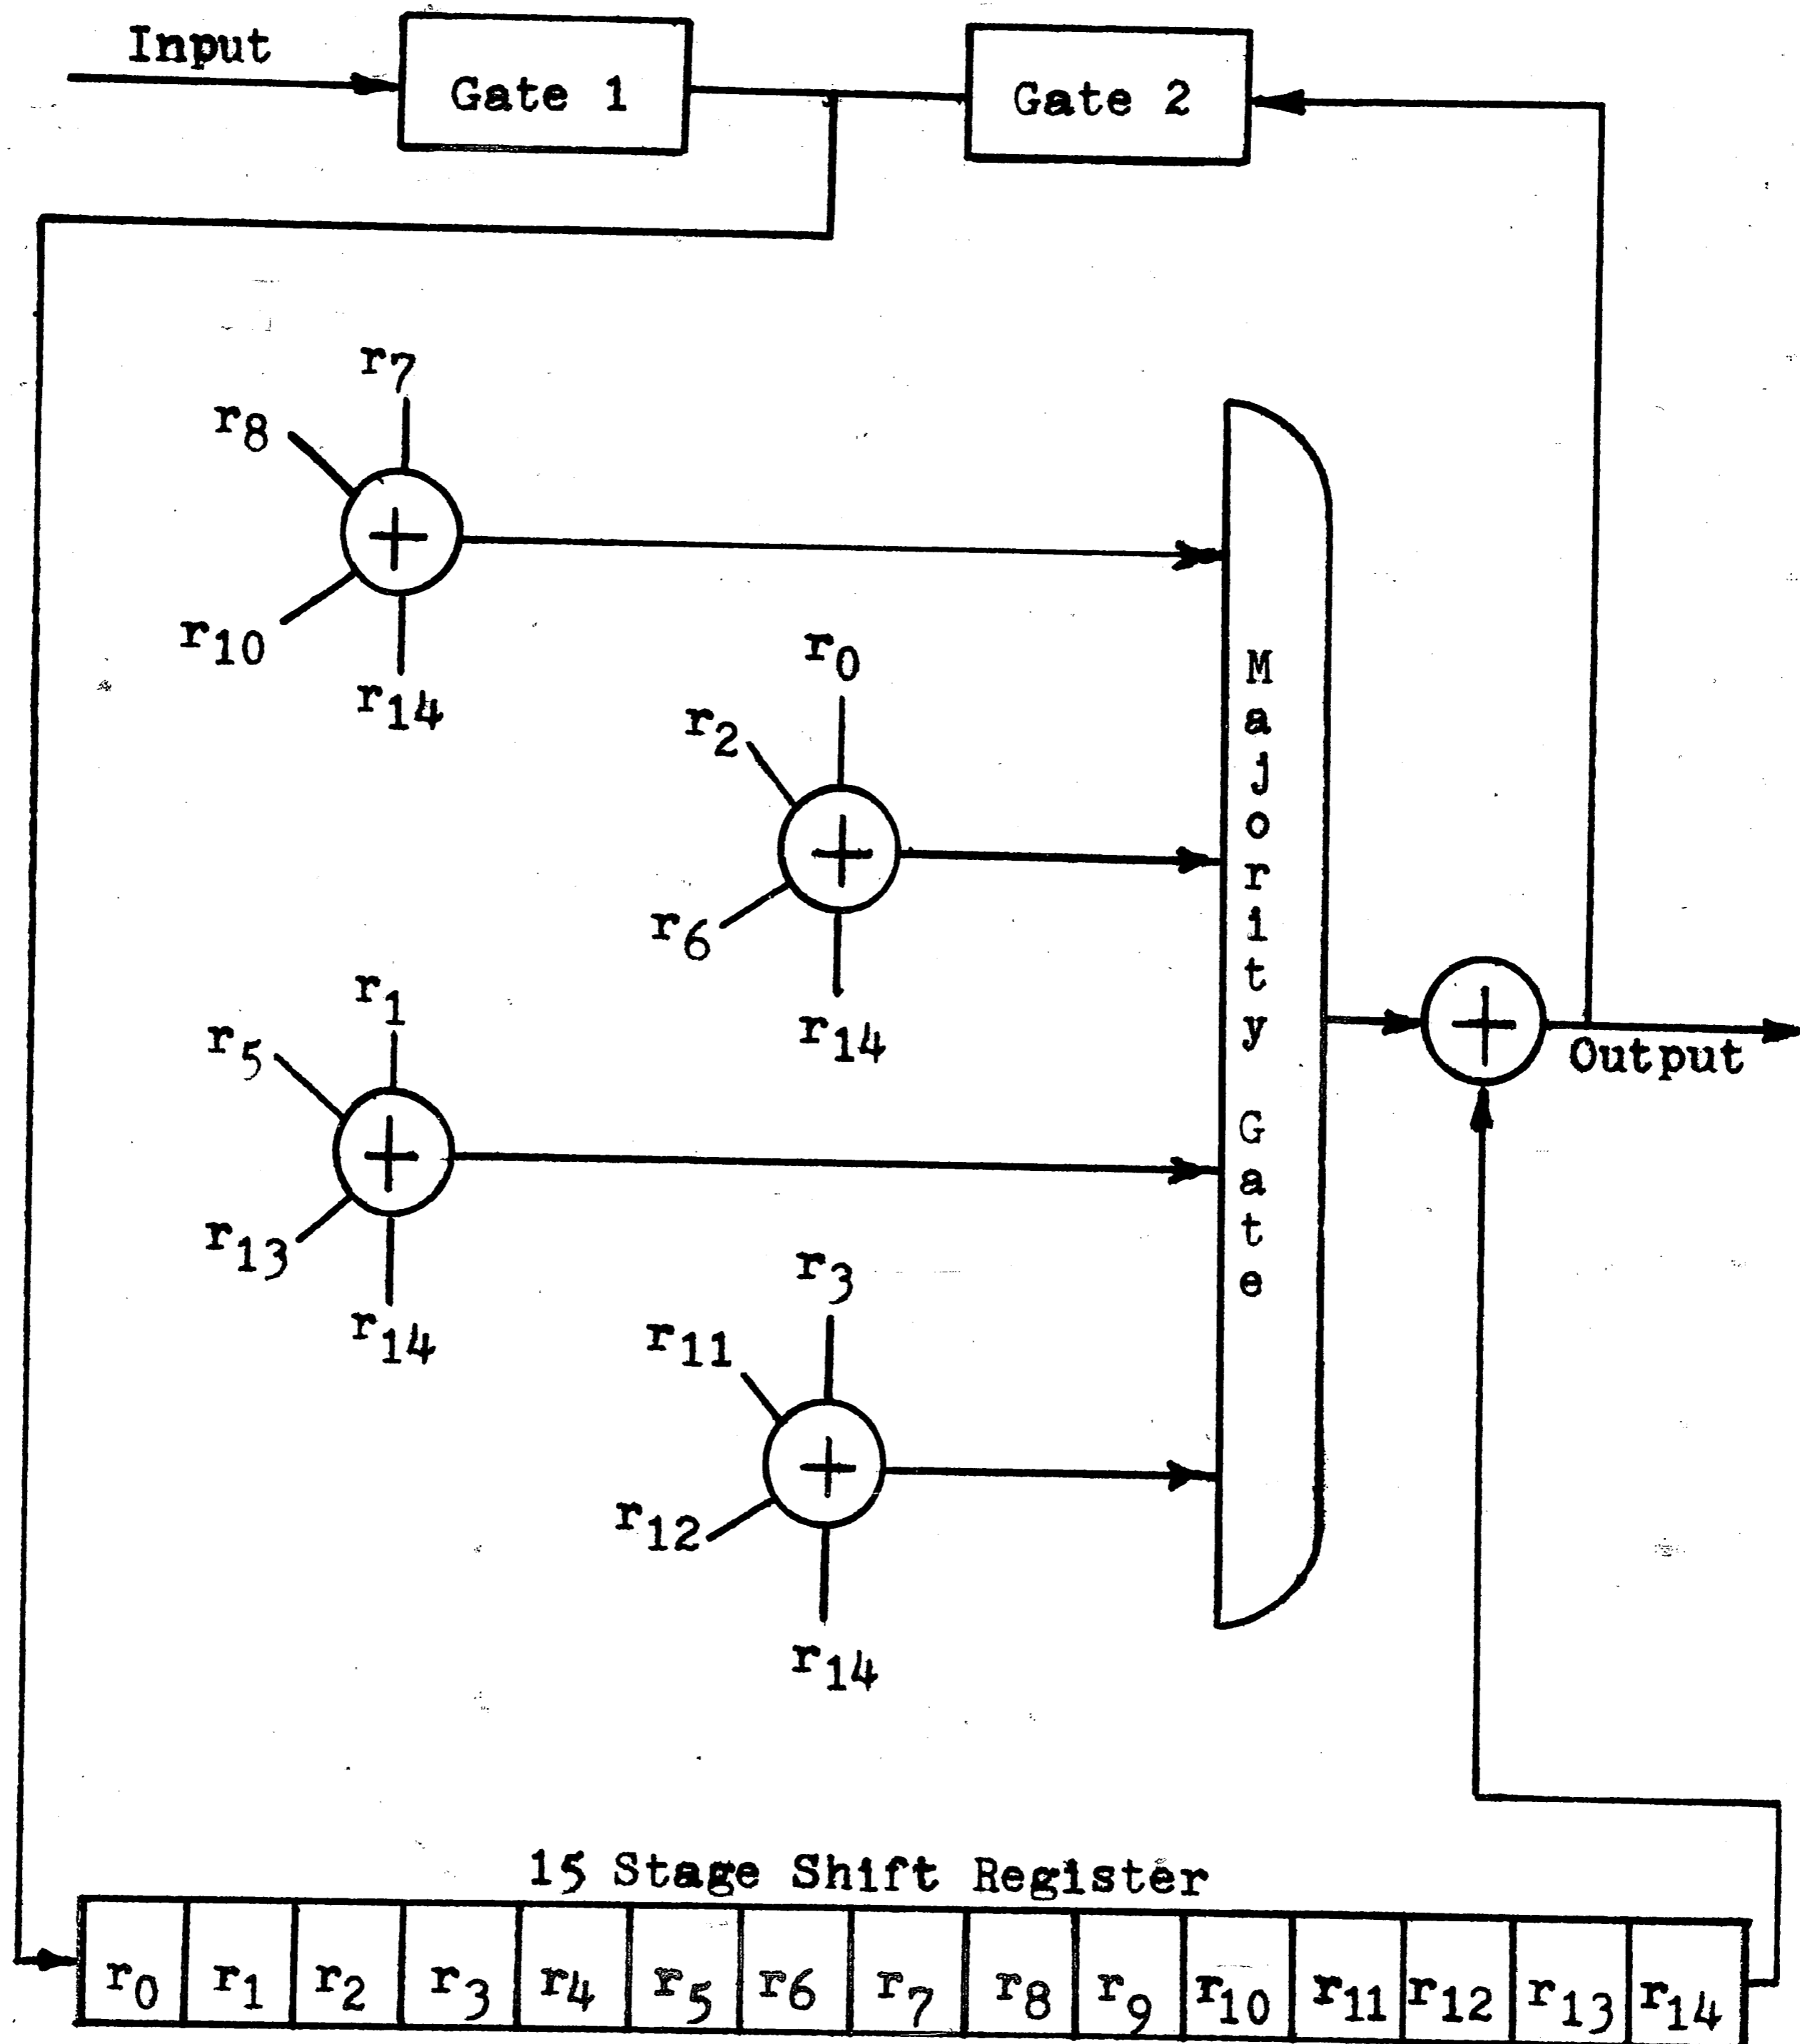 Input
Gate 1
Gate 2
r7
r8
r10
r14
r0
r2
r6
r14
r1
r5
r13
r14
r3
r11
r12
r14
Majority Gate
Output
15 Stage Shift Register
r0 r1 r2 r3 r4 r5 r6 r7 r8 r9 r10 r11 r12 r13 r14